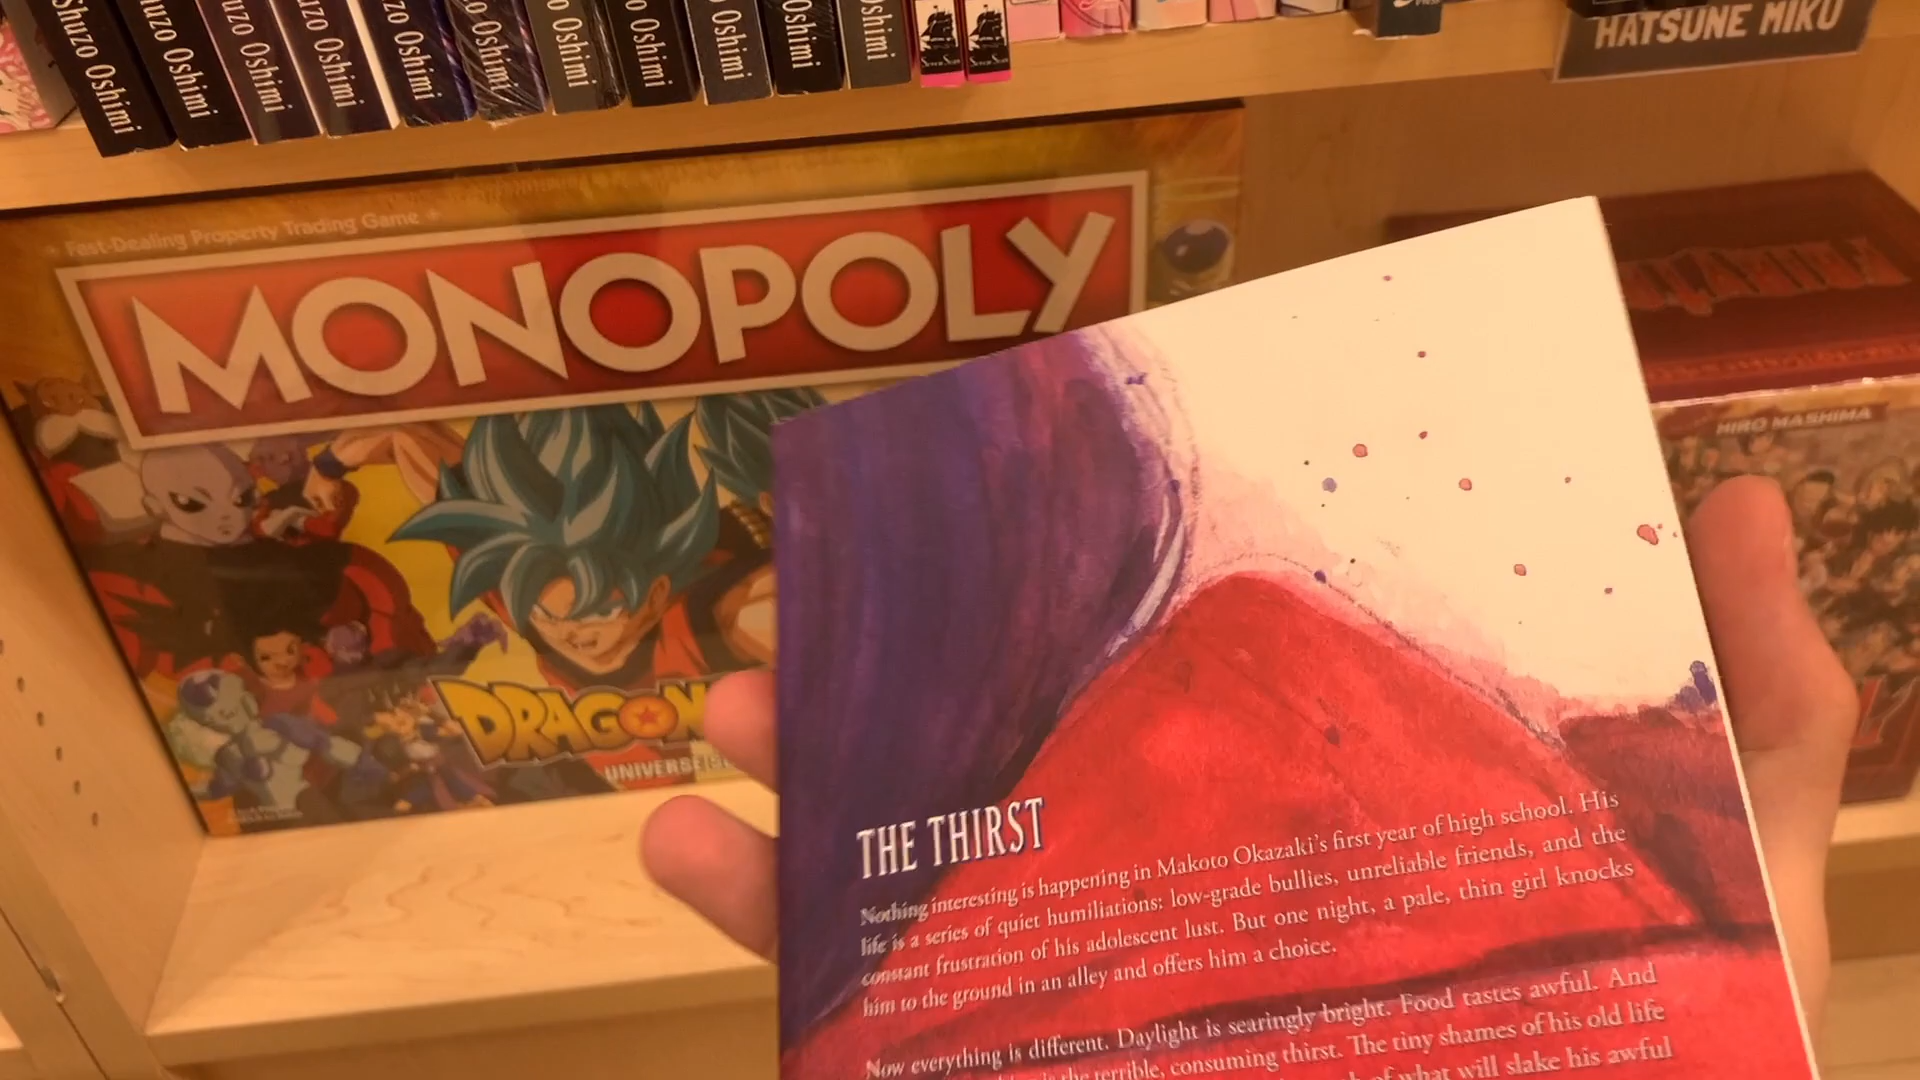 Shuzo Oshimi
Shuzo Oshimi
Shuzo Oshimi
Shuzo Oshimi
Shuzo Oshimi
Oshimi
Oshimi
Oshimi
Oshimi
Oshimi
Oshimi
HATSUNE MIKU
Fast-Dealing Property Trading Game
MONOPOLY
DRAGON
UNIVERSE
HIRO MASHIMA
THE THIRST
Nothing interesting is happening in Makoto Okazaki's first year of high school. His
life is a series of quiet humiliations: low-grade bullies, unreliable friends, and the
constant frustration of his adolescent lust. But one night, a pale, thin girl knocks
him to the ground in an alley and offers him a choice.
Now everything is different. Daylight is searingly bright. Food tastes awful. And
is the terrible, consuming thirst. The tiny shames of his old life
of what will slake his awful